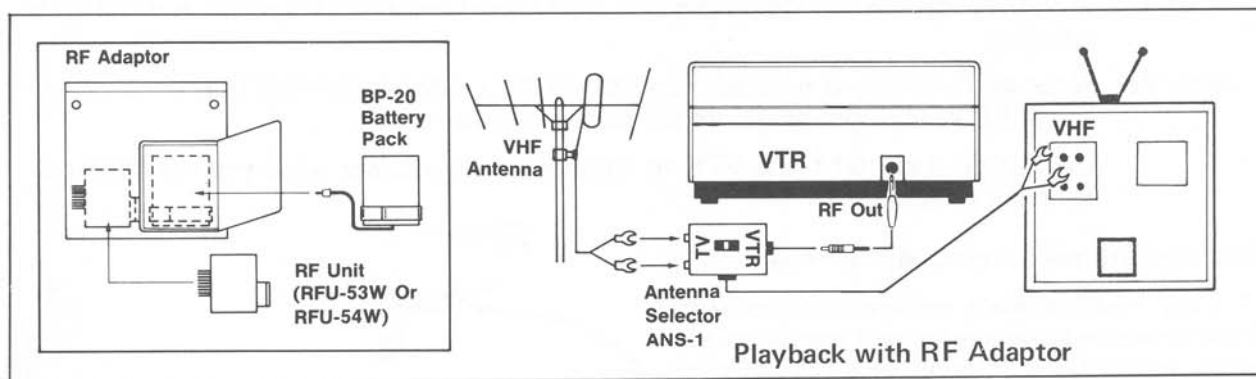 RF Adaptor
BP-20
Battery
Pack
RF Unit
(RFU-53W Or
RFU-54W)
VHF
Antenna
VTR
RF Out
TV
VTR
Antenna
Selector
ANS-1
VHF
Playback with RF Adaptor